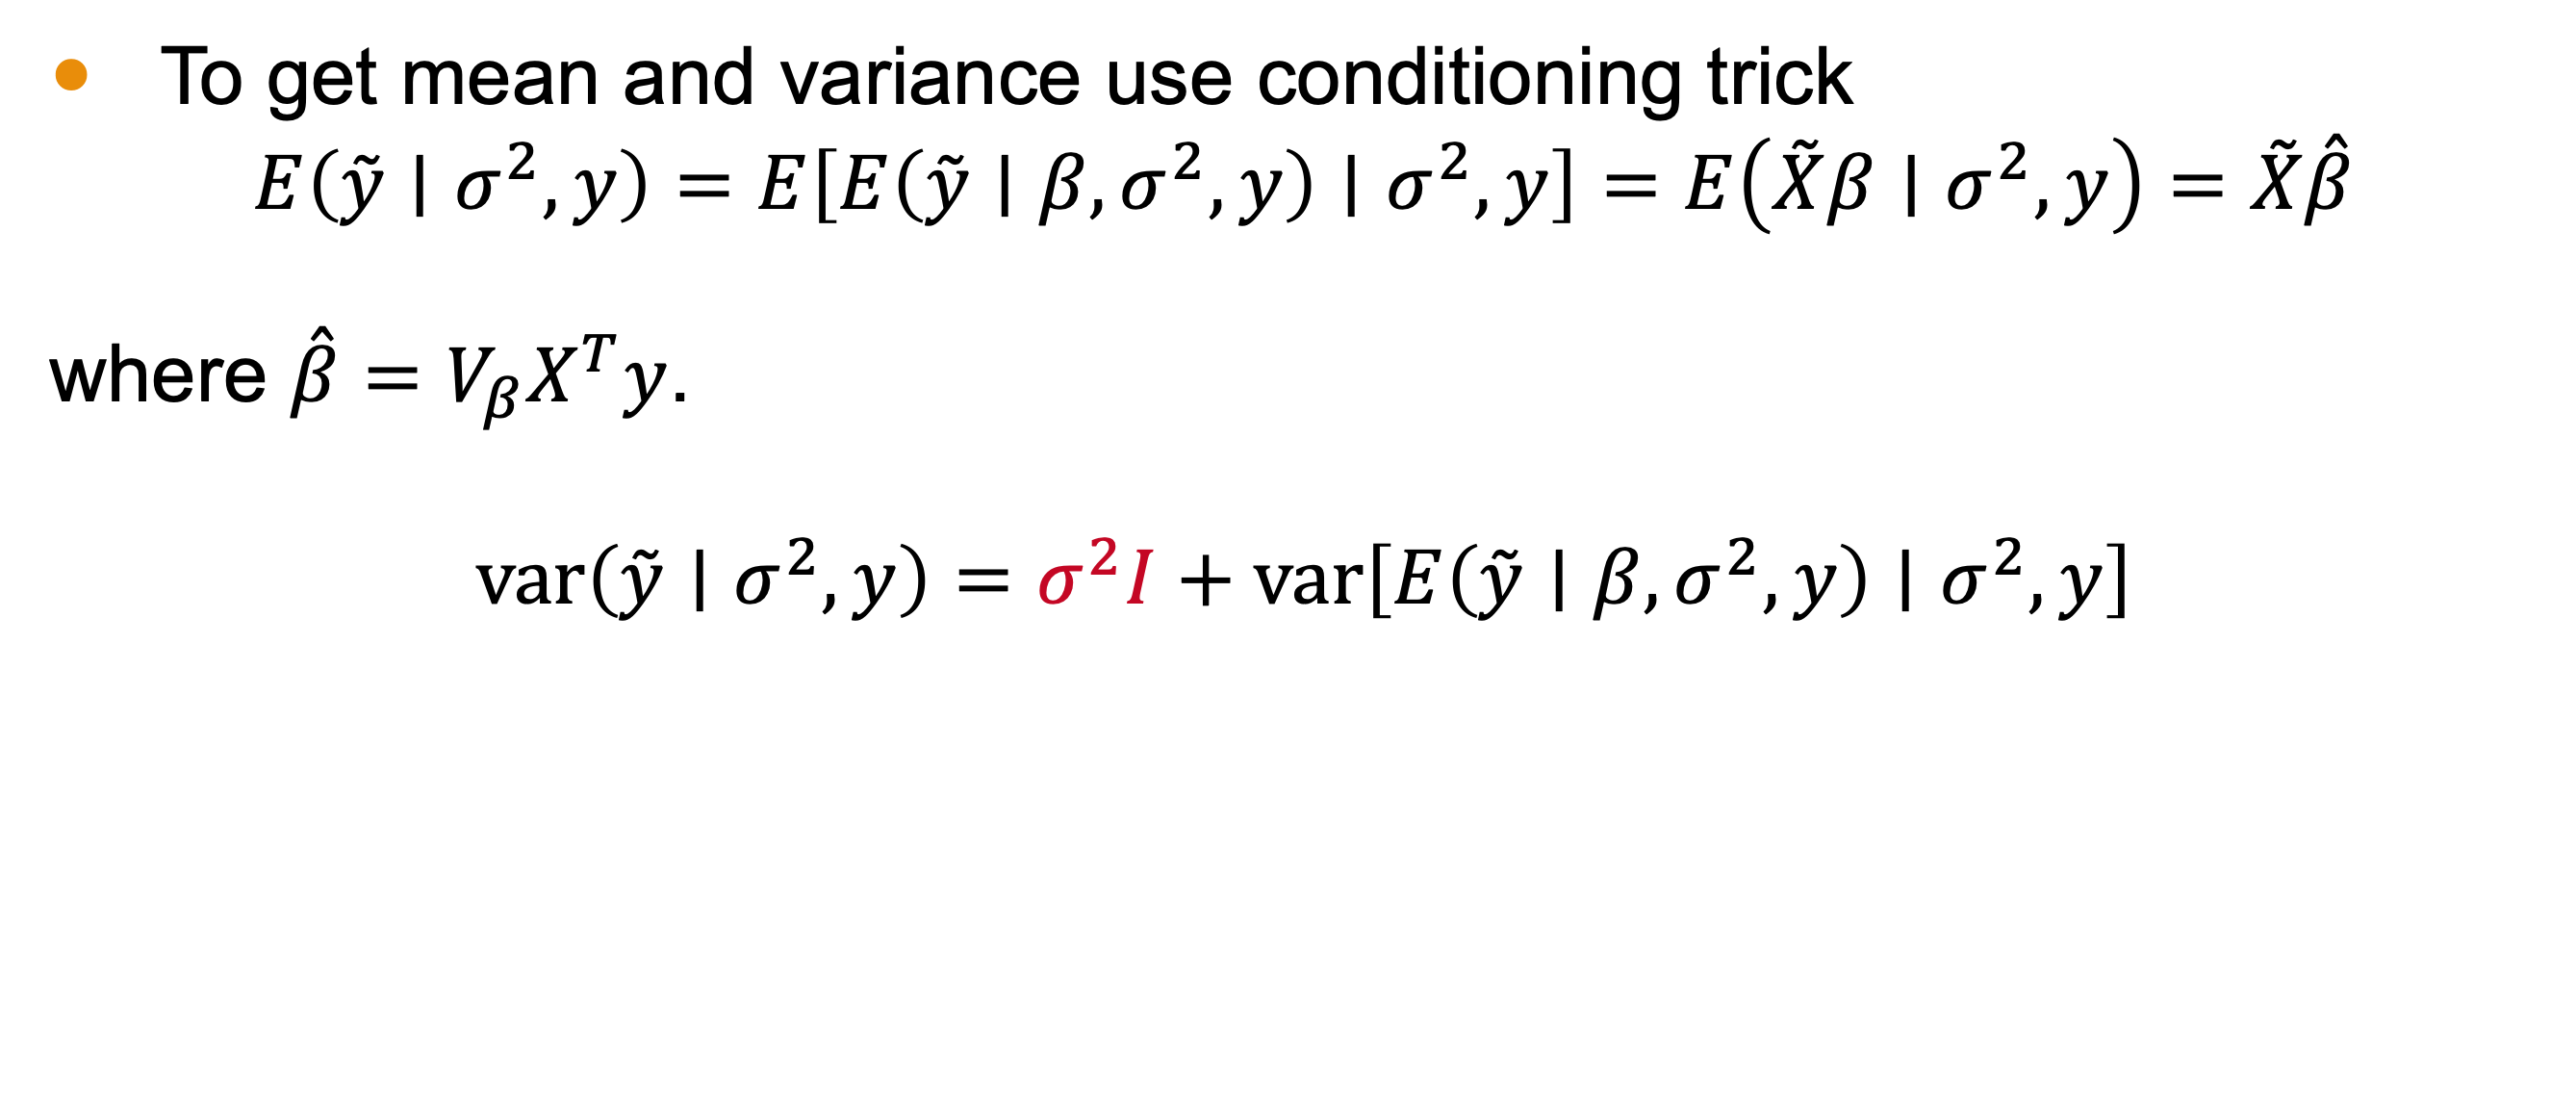 • To get mean and variance use conditioning trick
E(ỹ | σ², y) = E[E(ỹ | β, σ², y) | σ², y] = E(X̃β | σ², y) = X̃β̂
where β̂ = V_β Xᵀy.
var(ỹ | σ², y) = σ²I + var[E(ỹ | β, σ², y) | σ², y]